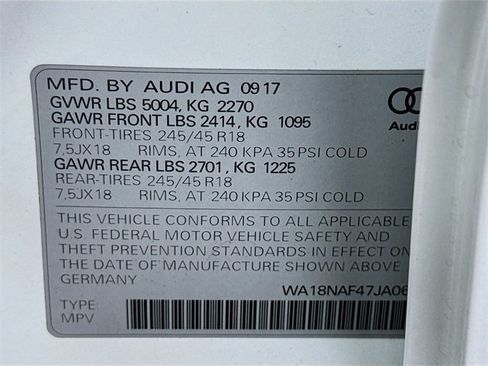 MFD. BY AUDI AG 09 17
GVWR LBS 5004, KG 2270
GAWR FRONT LBS 2414, KG 1095
FRONT-TIRES 245/45 R18
7,5JX18 RIMS, AT 240 KPA 35 PSI COLD
GAWR REAR LBS 2701, KG 1225
REAR-TIRES 245/45 R18
7,5JX18 RIMS, AT 240 KPA 35 PSI COLD
Audi
THIS VEHICLE CONFORMS TO ALL APPLICABLE
U.S. FEDERAL MOTOR VEHICLE SAFETY AND
THEFT PREVENTION STANDARDS IN EFFECT
THE DATE OF MANUFACTURE SHOWN ABOVE.
GERMANY WA18NAF47JA06
TYPE
MPV